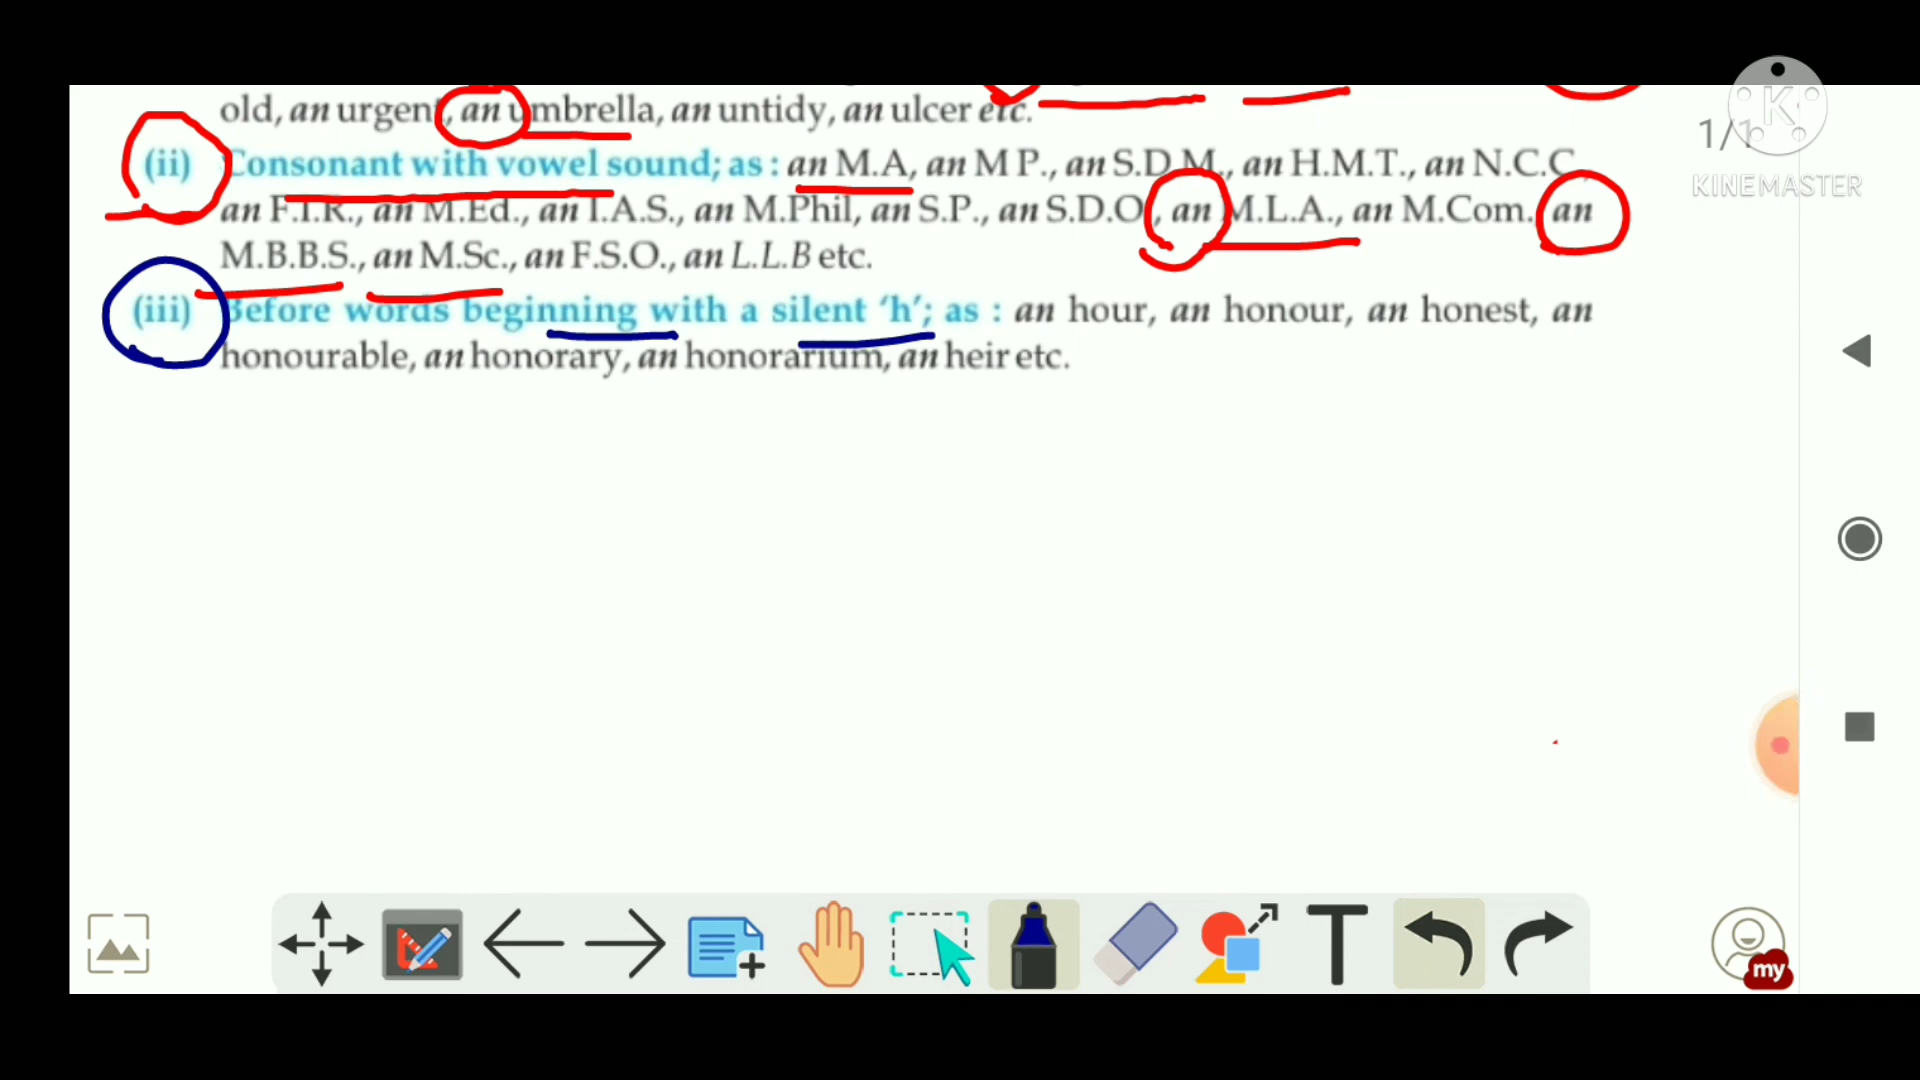 old, an urgent, an umbrella, an untidy, an ulcer etc.
(ii) Consonant with vowel sound; as : an M.A, an M P., an S.D.M., an H.M.T., an N.C.C.,
an F.I.R., an M.Ed., an I.A.S., an M.Phil, an S.P., an S.D.O., an M.L.A., an M.Com., an
M.B.B.S., an M.Sc., an F.S.O., an L.L.B etc.
(iii) Before words beginning with a silent ‘h’; as : an hour, an honour, an honest, an
honourable, an honorary, an honorarium, an heir etc.
1/1
K
KINEMASTER
T
my